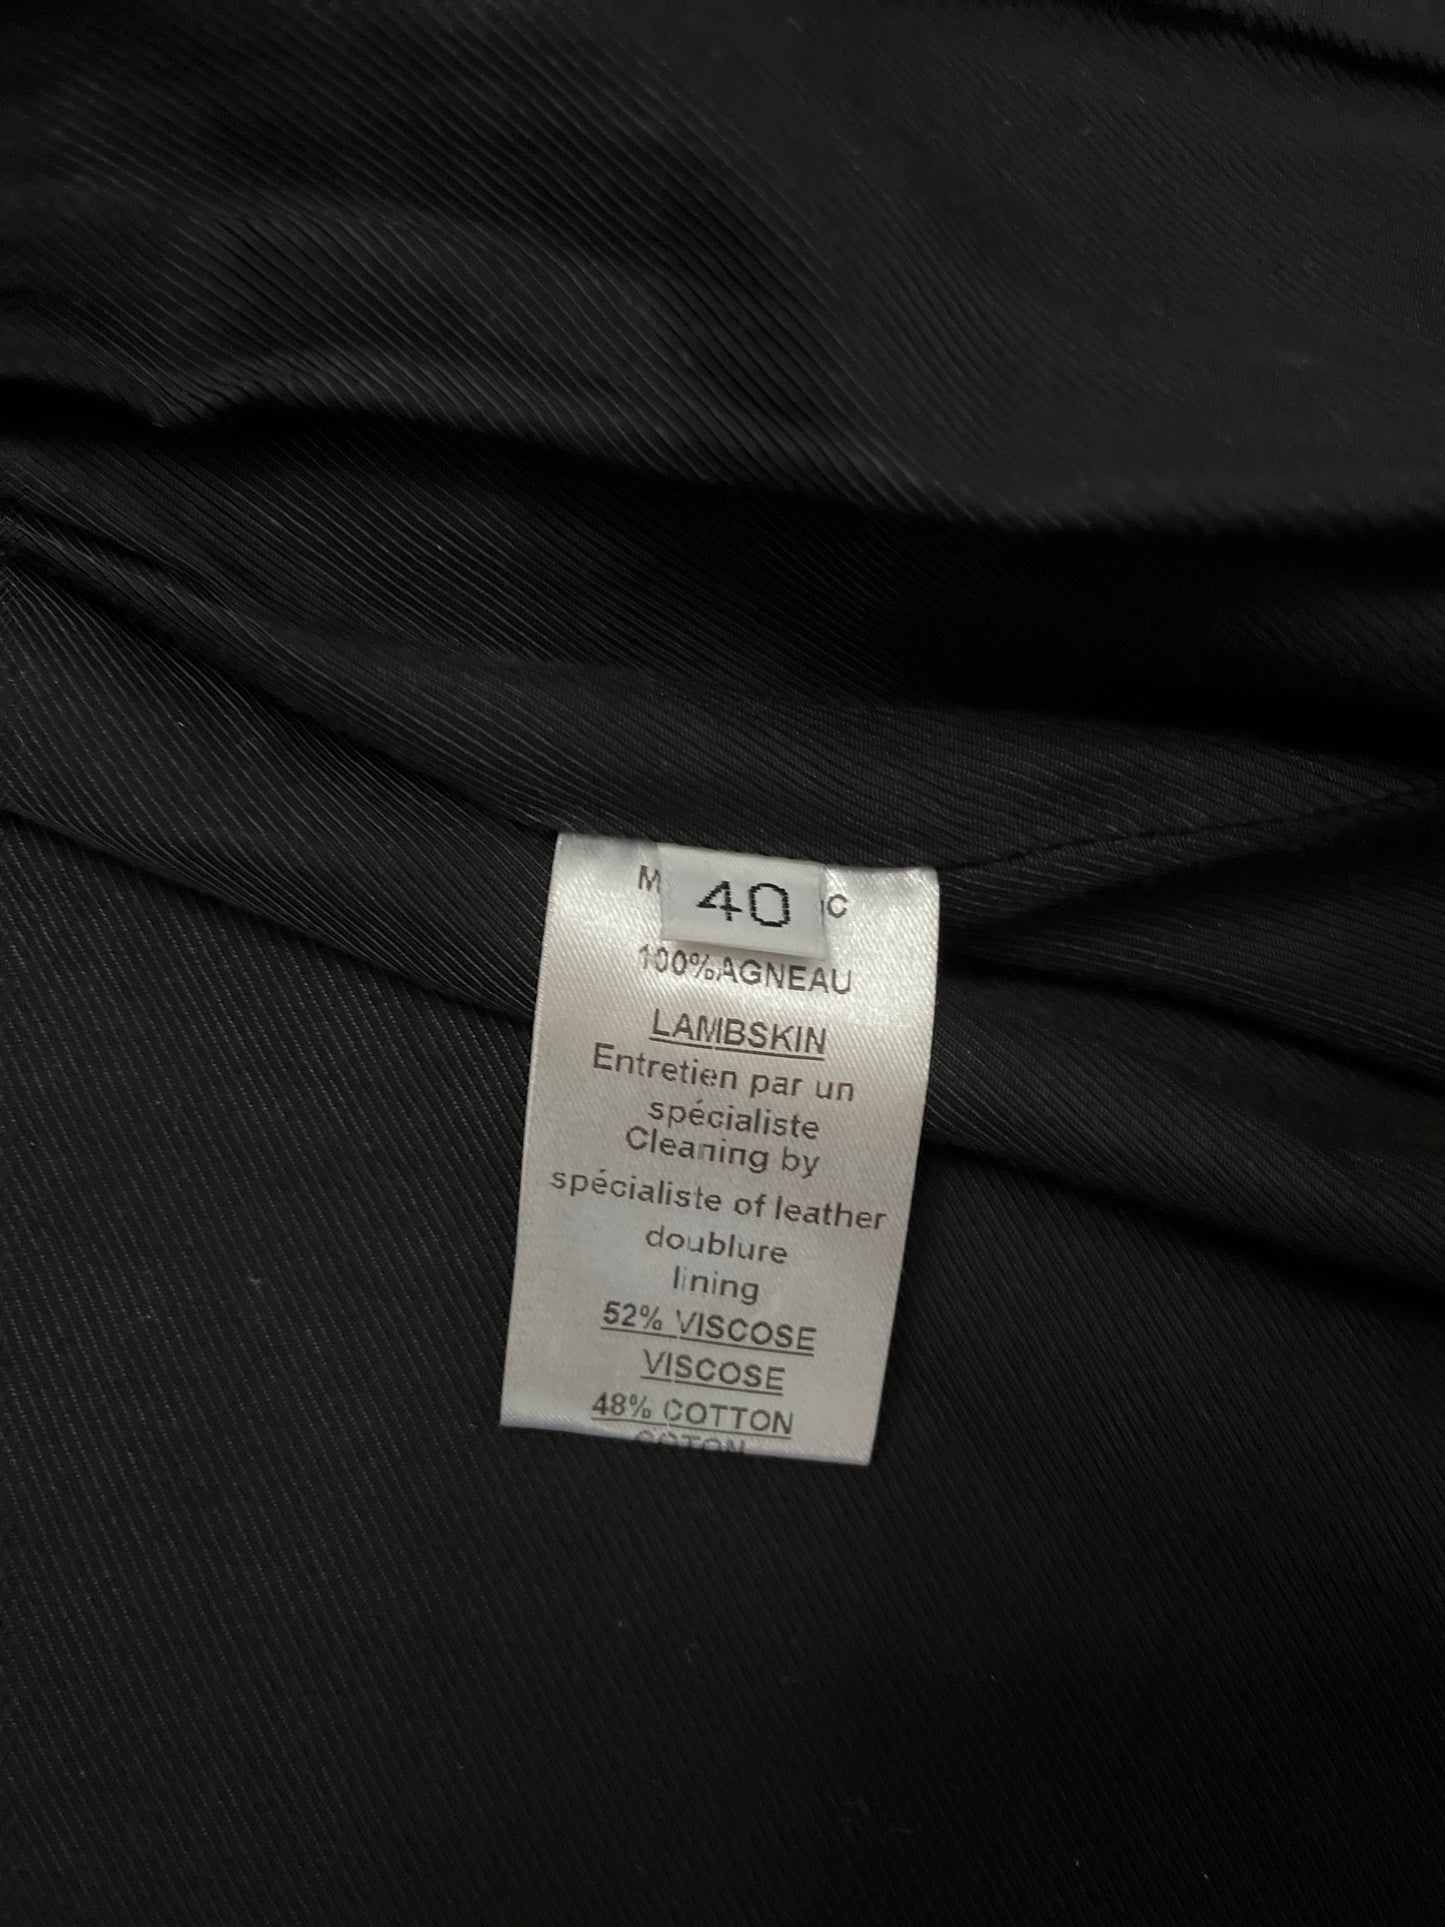 40
100%AGNEAU
LAMBSKIN
Entretien par un
spécialiste
Cleaning by
spécialiste of leather
doublure
lining
52% VISCOSE
VISCOSE
48% COTTON